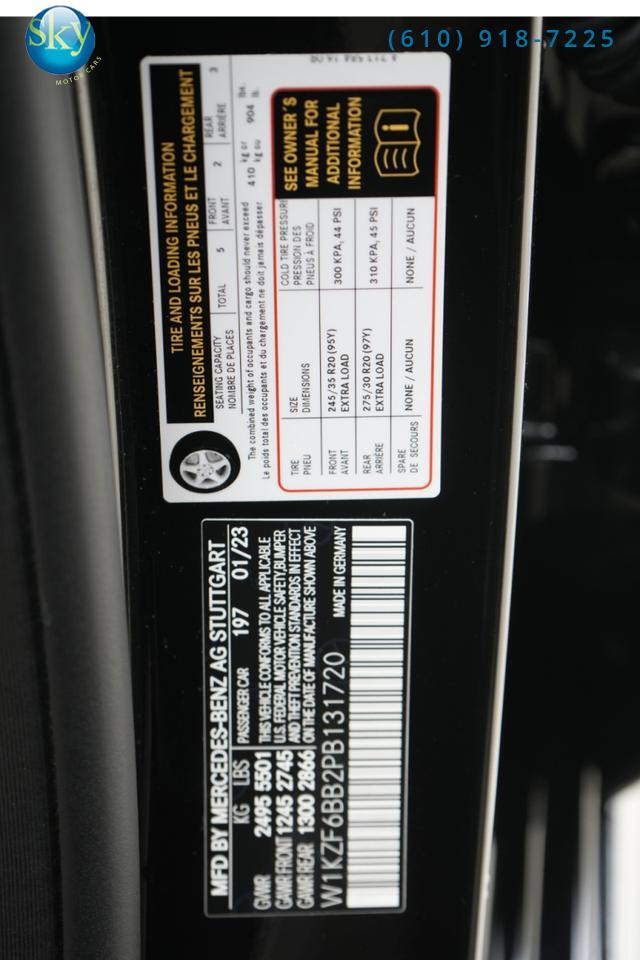 Sky
MOTOR CARS
(610) 918-7225
TIRE AND LOADING INFORMATION
RENSEIGNEMENTS SUR LES PNEUS ET LE CHARGEMENT
SEATING CAPACITY TOTAL 5 FRONT 2 REAR 3
NOMBRE DE PLACES AVANT ARRIÈRE
The combined weight of occupants and cargo should never exceed 410 kg or 904 lbs.
Le poids total des occupants et du chargement ne doit jamais dépasser kg ou lb.
TIRE SIZE COLD TIRE PRESSURE
PNEU DIMENSIONS PRESSION DES
PNEUS À FROID
FRONT 245/35 R20 (95Y) 300 KPA, 44 PSI
AVANT EXTRA LOAD
REAR 275/30 R20 (97Y) 310 KPA, 45 PSI
ARRIÈRE EXTRA LOAD
SPARE NONE / AUCUN NONE / AUCUN
DE SECOURS
SEE OWNER'S
MANUAL FOR
ADDITIONAL
INFORMATION
MFD BY MERCEDES-BENZ AG STUTTGART
KG LBS PASSENGER CAR 197 01/23
GVWR 2495 5501 THIS VEHICLE CONFORMS TO ALL APPLICABLE
GAWR FRONT 1245 2745 U.S. FEDERAL MOTOR VEHICLE SAFETY, BUMPER
GAWR REAR 1300 2866 AND THEFT PREVENTION STANDARDS IN EFFECT
ON THE DATE OF MANUFACTURE SHOWN ABOVE
W1KZF6BB2PB131720 MADE IN GERMANY